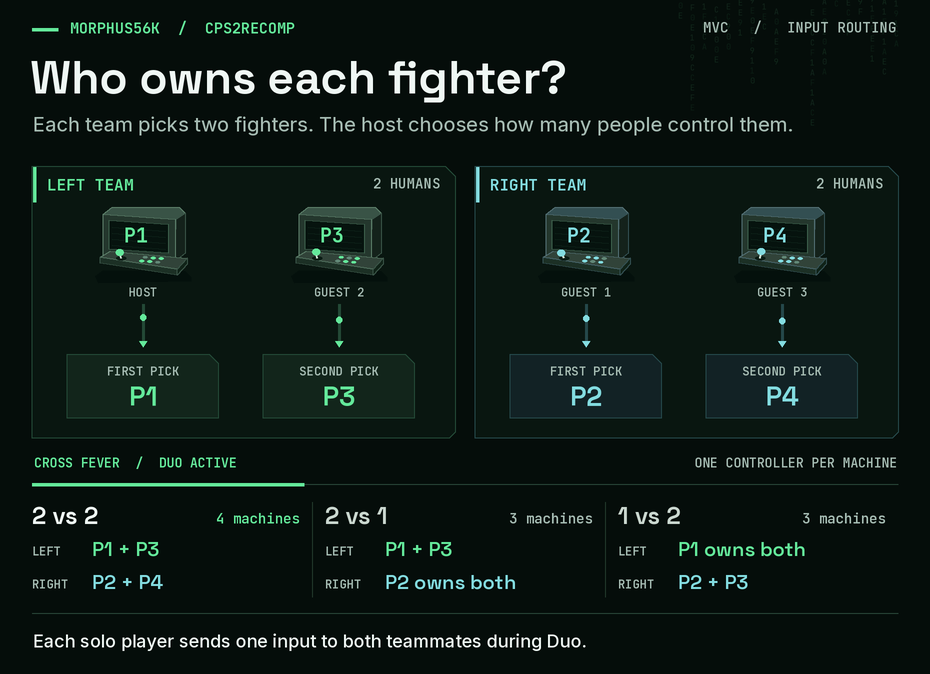 MORPHUS56K / CPS2RECOMP
MVC / INPUT ROUTING
Who owns each fighter?
Each team picks two fighters. The host chooses how many people control them.
LEFT TEAM
2 HUMANS
P1
P3
HOST
GUEST 2
FIRST PICK
P1
SECOND PICK
P3
RIGHT TEAM
2 HUMANS
P2
P4
GUEST 1
GUEST 3
FIRST PICK
P2
SECOND PICK
P4
CROSS FEVER / DUO ACTIVE
ONE CONTROLLER PER MACHINE
2 vs 2
4 machines
LEFT P1 + P3
RIGHT P2 + P4
2 vs 1
3 machines
LEFT P1 + P3
RIGHT P2 owns both
1 vs 2
3 machines
LEFT P1 owns both
RIGHT P2 + P3
Each solo player sends one input to both teammates during Duo.